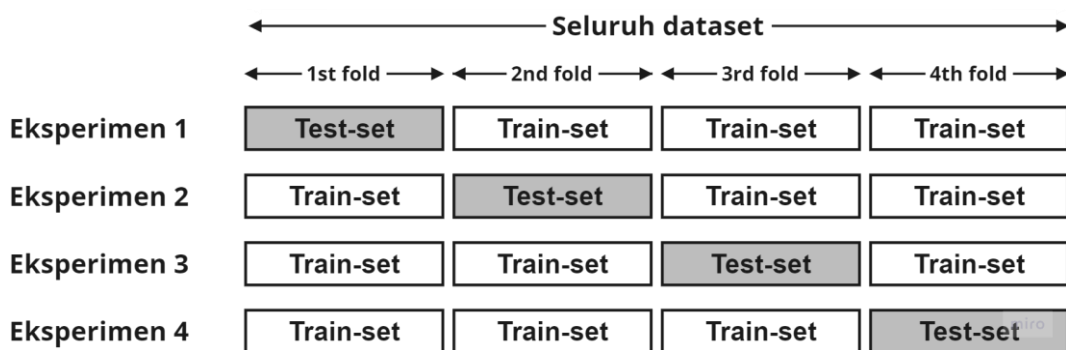 Seluruh dataset
1st fold 2nd fold 3rd fold 4th fold
Eksperimen 1 Test-set Train-set Train-set Train-set
Eksperimen 2 Train-set Test-set Train-set Train-set
Eksperimen 3 Train-set Train-set Test-set Train-set
Eksperimen 4 Train-set Train-set Train-set Test-set
miro